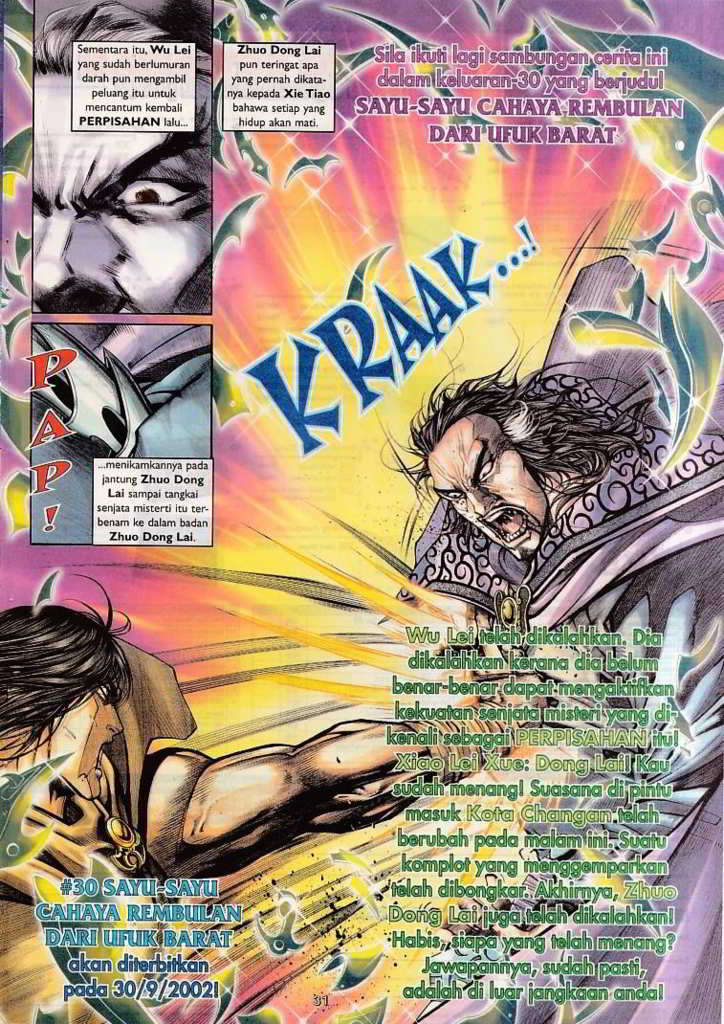 Sementara itu, Wu Lei
yang sudah berlumuran
darah pun mengambil
peluang itu untuk
mencantum kembali
PERPISAHAN lalu...
Zhuo Dong Lai
pun teringat apa
yang pernah dikata-
nya kepada Xie Tiao
bahawa setiap yang
hidup akan mati.
Sila ikuti lagi sambungan cerita ini
dalam keluaran-30 yang berjudul
SAYU-SAYU CAHAYA REMBULAN
DARI UFUK BARAT
KRAAK...!
PAP!
...menikamkannya pada
jantung Zhuo Dong
Lai sampai tangkai
senjata misterti itu ter-
benam ke dalam badan
Zhuo Dong Lai.
Wu Lei telah dikalahkan. Dia
dikalahkan kerana dia belum
benar-benar dapat mengaktifkan
kekuatan senjata misteri yang di-
kenali sebagai PERPISAHAN itu!
Xiao Lei Xue: Dong Lai! Kau
sudah menang! Suasana di pintu
masuk Kota Changan telah
berubah pada malam ini. Suatu
komplot yang menggemparkan
telah dibongkar. Akhirnya, Zhuo
Dong Lai juga telah dikalahkan!
Habis, siapa yang telah menang?
Jawapannya, sudah pasti,
adalah di luar jangkaan anda!
#30 SAYU-SAYU
CAHAYA REMBULAN
DARI UFUK BARAT
akan diterbitkan
pada 30/9/2002!
31